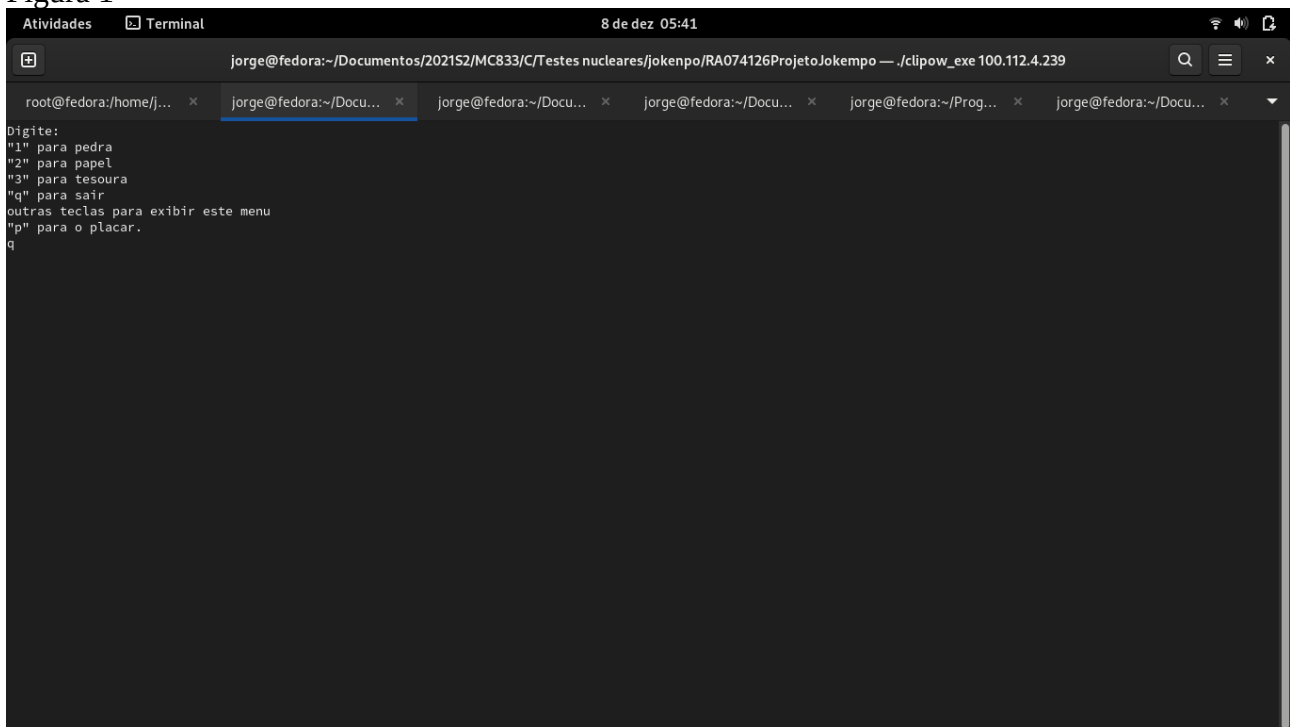 Figura 1
Atividades Terminal 8 de dez 05:41
jorge@fedora:~/Documentos/2021S2/MC833/C/Testes nucleares/jokenpo/RA074126ProjetoJokempo — ./clipow_exe 100.112.4.239
root@fedora:/home/j... × jorge@fedora:~/Docu... × jorge@fedora:~/Docu... × jorge@fedora:~/Docu... × jorge@fedora:~/Prog... × jorge@fedora:~/Docu... ×
Digite:
"1" para pedra
"2" para papel
"3" para tesoura
"q" para sair
outras teclas para exibir este menu
"p" para o placar.
q